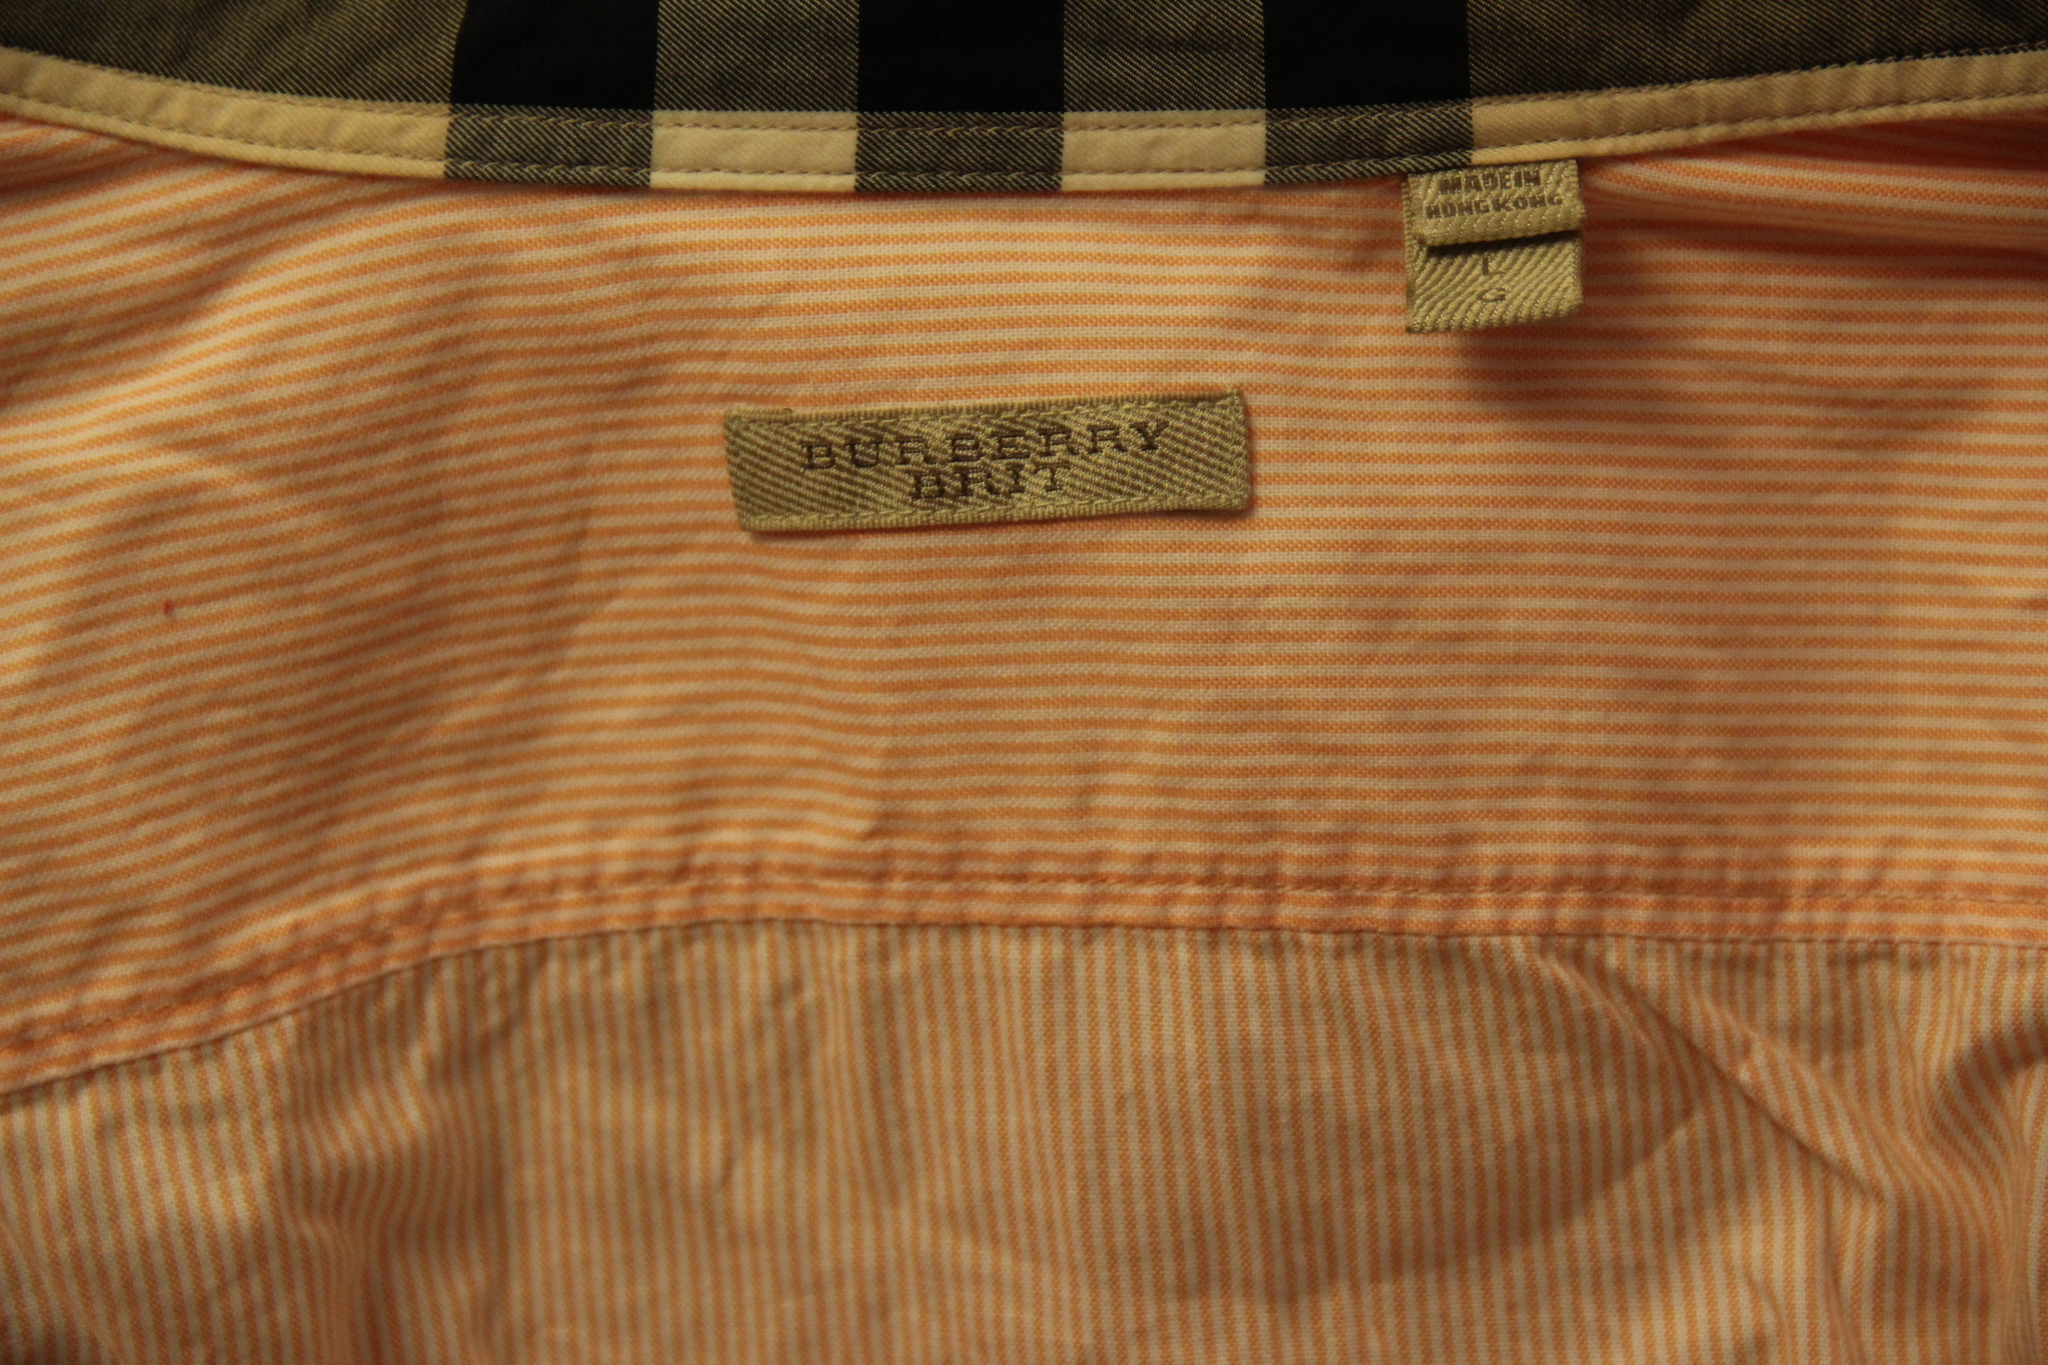 MADE IN
HONG KONG
L
G
BURBERRY
BRIT